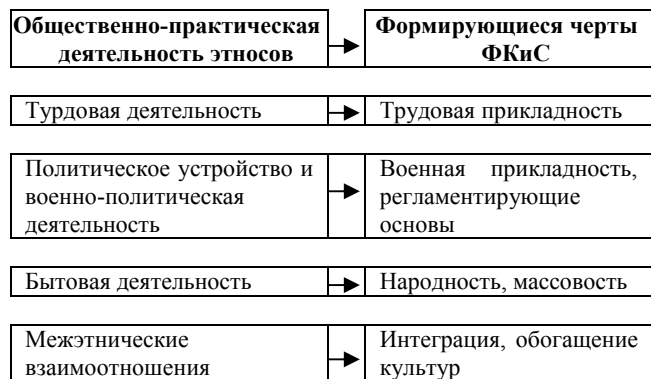 Общественно-практическая
деятельность этносов
Формирующиеся черты
ФКиС
Турдовая деятельность
Трудовая прикладность
Политическое устройство и
военно-политическая
деятельность
Военная прикладность,
регламентирующие
основы
Бытовая деятельность
Народность, массовость
Межэтнические
взаимоотношения
Интеграция, обогащение
культур